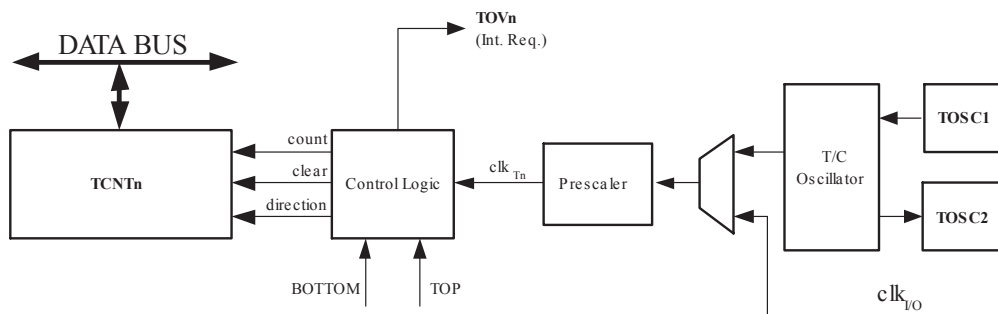 TOVn
(Int. Req.)
DATA BUS
TCNTn
count
clear
direction
Control Logic
clk Tn
Prescaler
T/C
Oscillator
TOSC1
TOSC2
BOTTOM
TOP
clk I/O